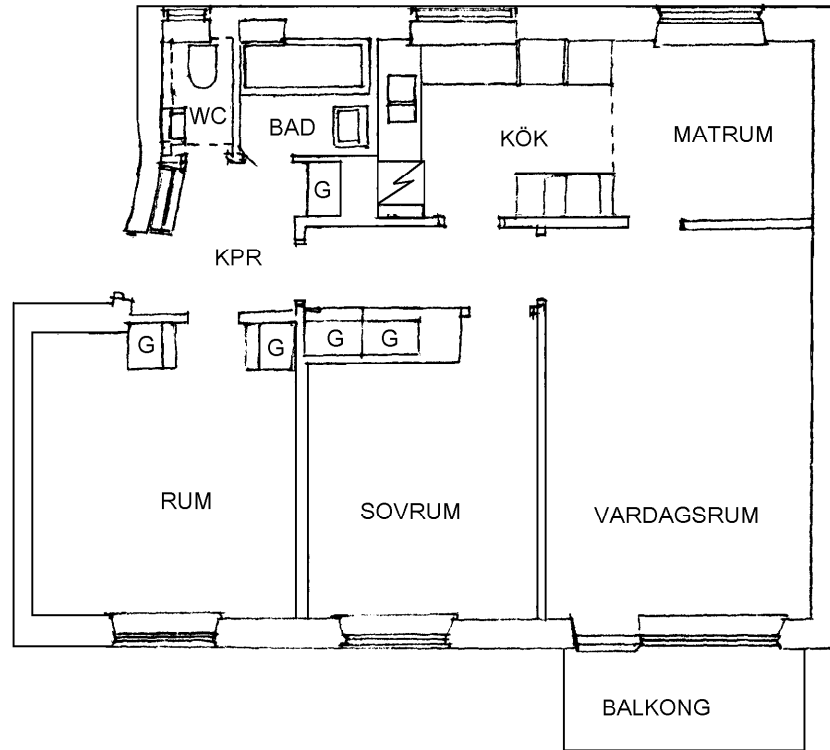 WC
BAD
KÖK
MATRUM
G
KPR
G
G
G
G
RUM
SOVRUM
VARDAGSRUM
BALKONG